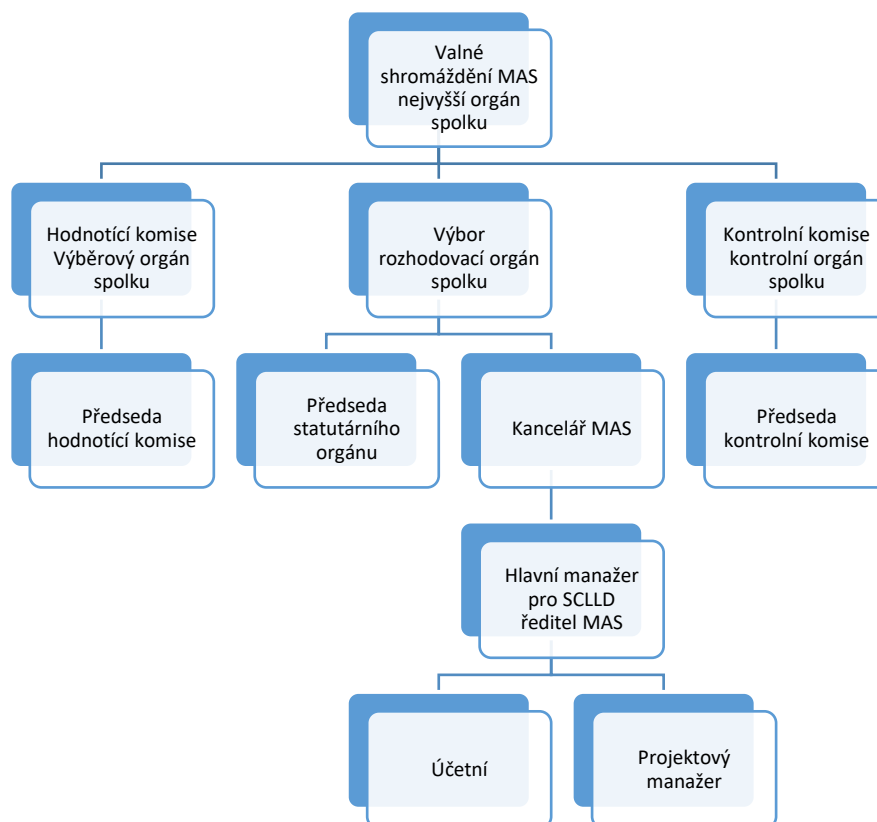 Valné
shromáždění MAS
nejvyšší orgán
spolku
Hodnotící komise
Výběrový orgán
spolku
Výbor
rozhodovací orgán
spolku
Kontrolní komise
kontrolní orgán
spolku
Předseda
hodnotící komise
Předseda
statutárního
orgánu
Kancelář MAS
Předseda
kontrolní komise
Hlavní manažer
pro SCLLD
ředitel MAS
Účetní
Projektový
manažer